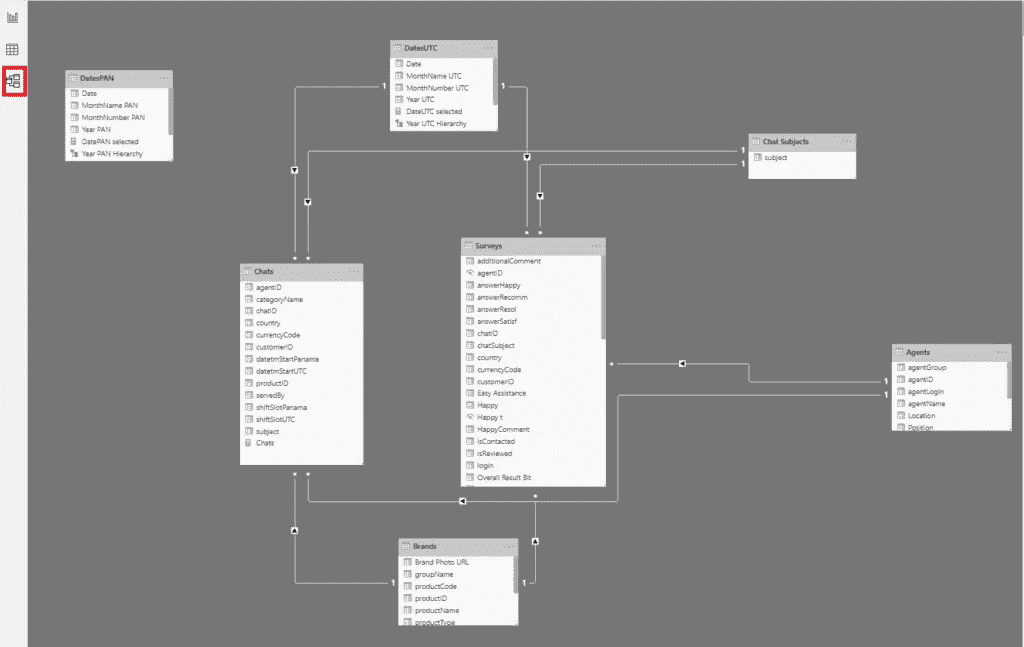 DatesUTC
Date
MonthName UTC
MonthNumber UTC
Year UTC
DateUTC selected
Year UTC Hierarchy
1
1
DatesPAN
Date
MonthName PAN
MonthNumber PAN
Year PAN
DatePAN selected
Year PAN Hierarchy
Chat Subjects
subject
1
1
*
*
*
*
Surveys
additionalComment
agentID
answerHappy
answerRecomm
answerResol
answerSatisf
chatID
chatSubject
country
currencyCode
customerID
Easy Assistance
Happy
Happy t
HappyComment
isContacted
isReviewed
login
Overall Result Bit
*
*
Chats
agentID
categoryName
chatID
country
currencyCode
customerID
datetmStartPanama
datetmStartUTC
productID
servedBy
shiftSlotPanama
shiftSlotUTC
subject
Chats
*
*
Agents
agentGroup
agentID
agentLogin
agentName
Location
Position
1
1
Brands
Brand Photo URL
groupName
productCode
productID
productName
productType
1
1